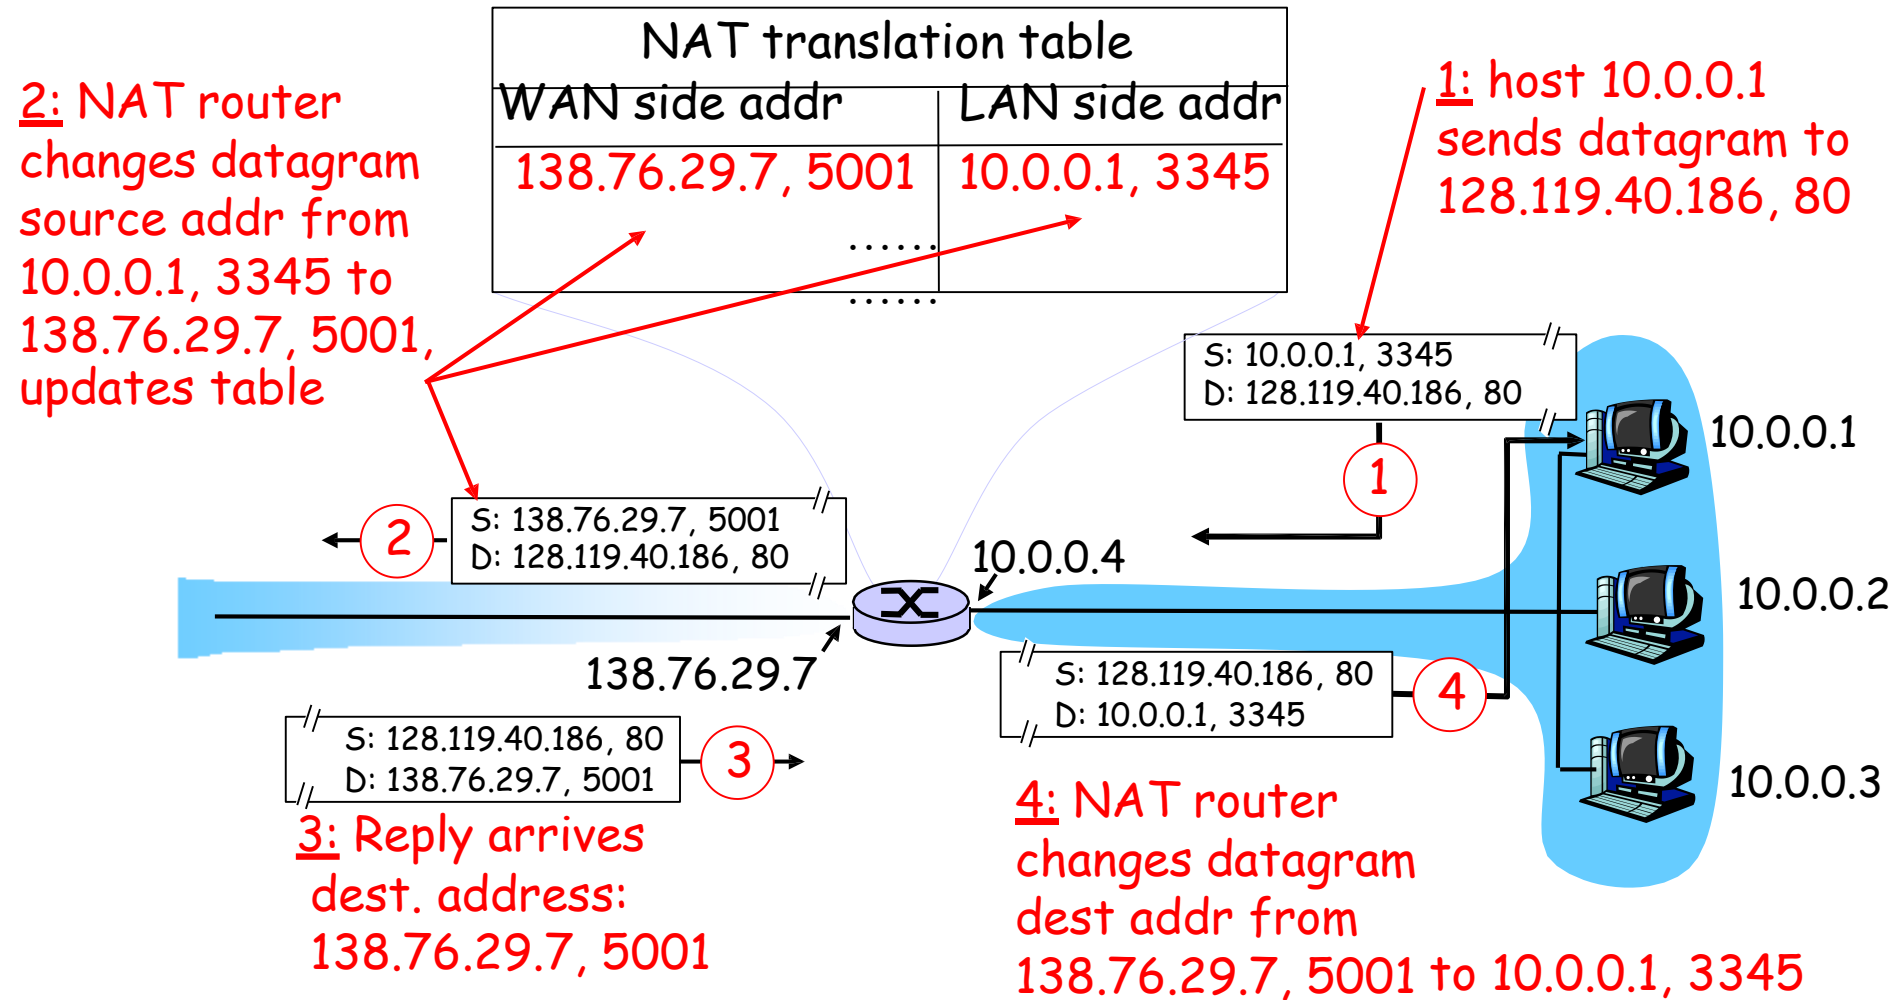 NAT translation table
WAN side addr LAN side addr
138.76.29.7, 5001 10.0.0.1, 3345
......
......
2: NAT router
changes datagram
source addr from
10.0.0.1, 3345 to
138.76.29.7, 5001,
updates table
1: host 10.0.0.1
sends datagram to
128.119.40.186, 80
S: 10.0.0.1, 3345
D: 128.119.40.186, 80
1
10.0.0.1
2
S: 138.76.29.7, 5001
D: 128.119.40.186, 80
10.0.0.4
10.0.0.2
138.76.29.7
S: 128.119.40.186, 80
D: 10.0.0.1, 3345
4
S: 128.119.40.186, 80
D: 138.76.29.7, 5001
3
10.0.0.3
3: Reply arrives
dest. address:
138.76.29.7, 5001
4: NAT router
changes datagram
dest addr from
138.76.29.7, 5001 to 10.0.0.1, 3345